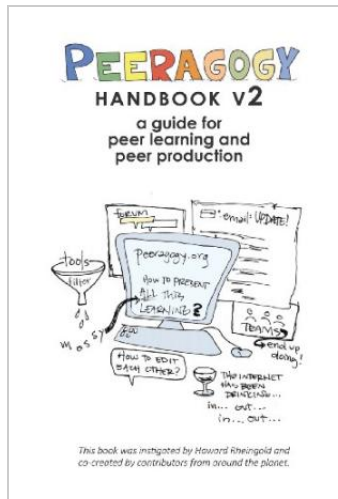 PEERAGOGY
HANDBOOK V2
a guide for
peer learning and
peer production
FORUM
email: UPDATE!
tools
filter
Peeragogy.org
HOW TO PRESENT
ALL THIS
LEARNING?
messy
TEAMS
end up
doing!
HOW TO EDIT
EACH OTHER?
THE INTERNET
HAS BEEN
DRINKING...
in... out...
in... out...
This book was instigated by Howard Rheingold and
co-created by contributors from around the planet.